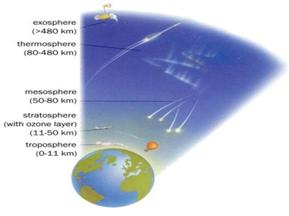 exosphere
(>480 km)
thermosphere
(80-480 km)
mesosphere
(50-80 km)
stratosphere
(with ozone layer)
(11-50 km)
troposphere
(0-11 km)